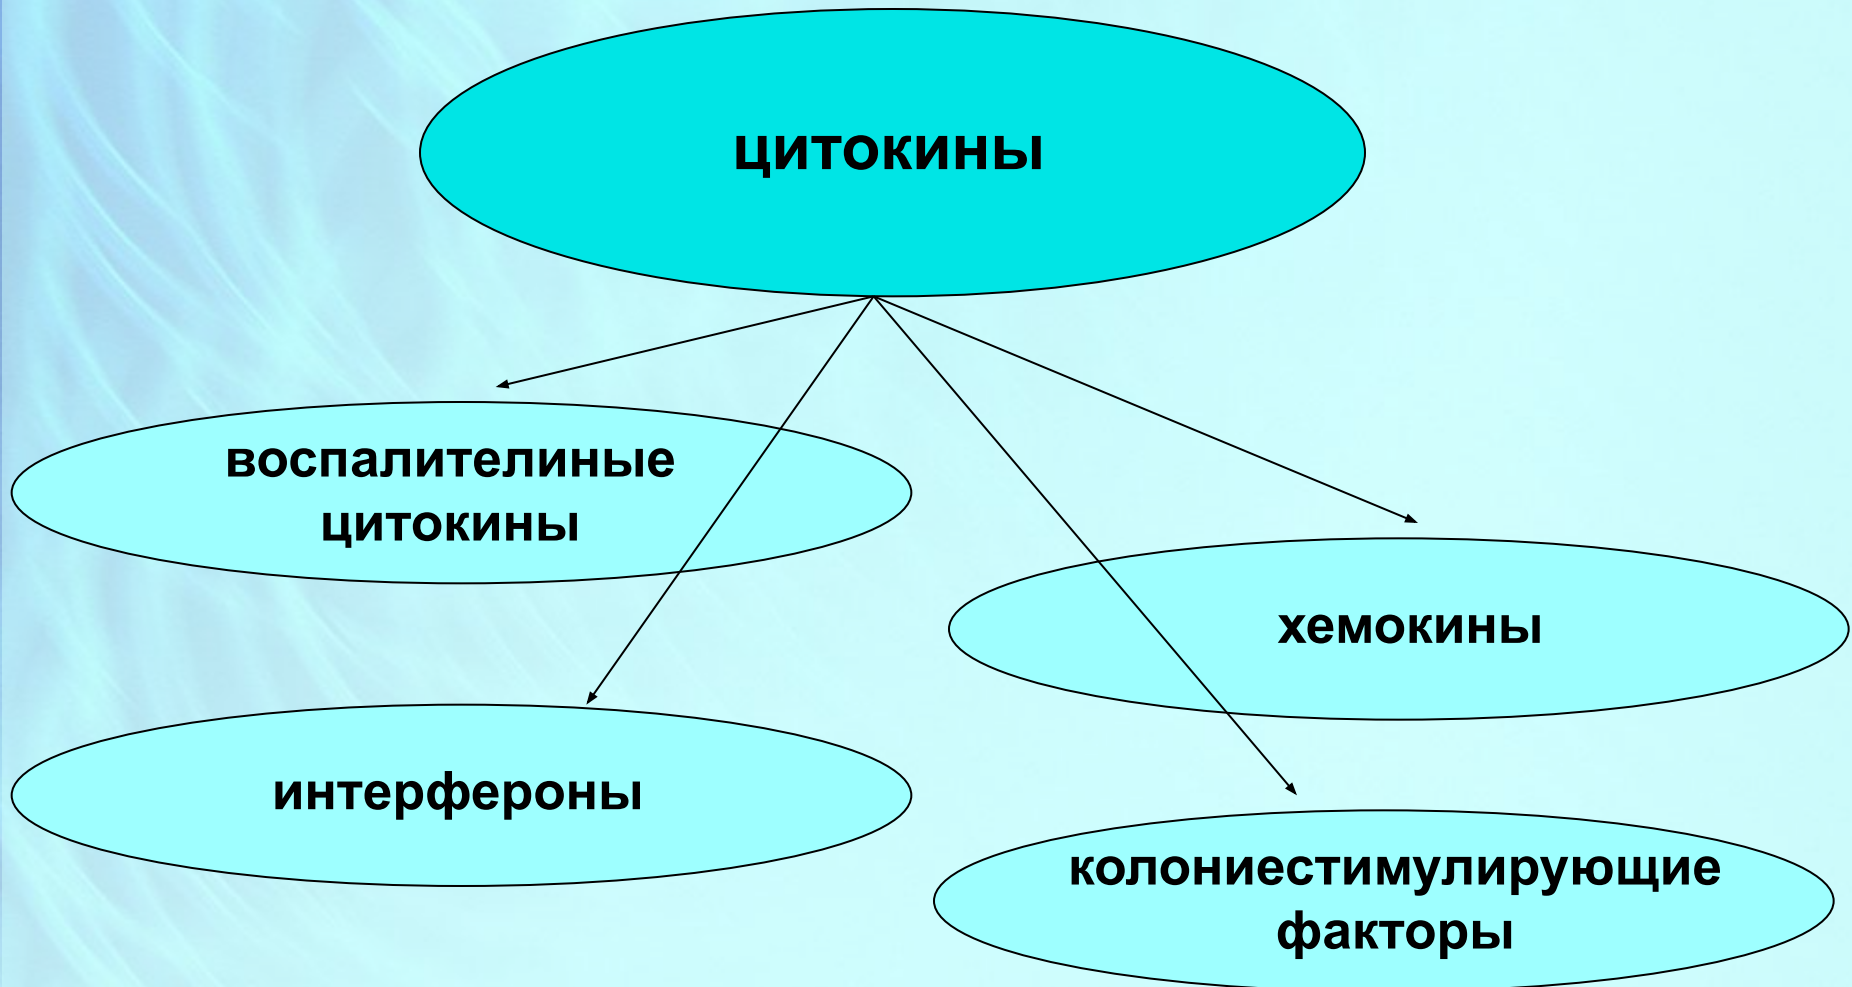 цитокины
воспалителиные
цитокины
хемокины
интерфероны
колониестимулирующие
факторы